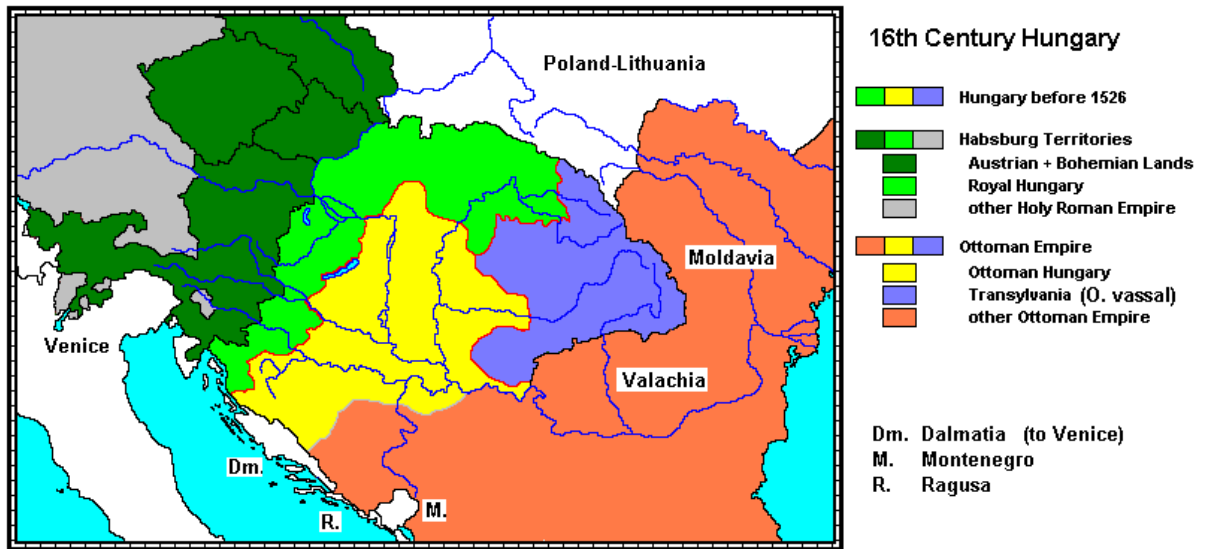 16th Century Hungary
Poland-Lithuania
Hungary before 1526
Habsburg Territories
Austrian + Bohemian Lands
Royal Hungary
other Holy Roman Empire
Moldavia
Ottoman Empire
Ottoman Hungary
Transylvania (O. vassal)
other Ottoman Empire
Venice
Valachia
Dm. Dalmatia (to Venice)
M. Montenegro
R. Ragusa
Dm.
R.
M.